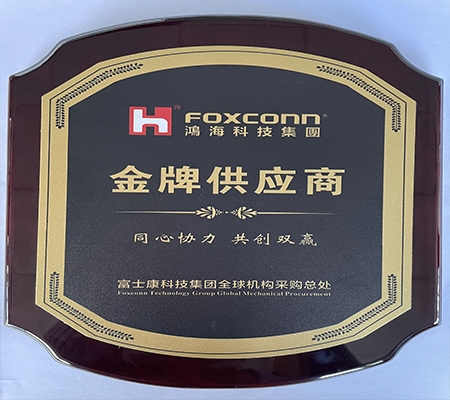 FOXCONN®
鴻海科技集團
金牌供应商
同心协力 共创双赢
富士康科技集团全球机构采购总处
Foxconn Technology Group Global Mechanical Procurement